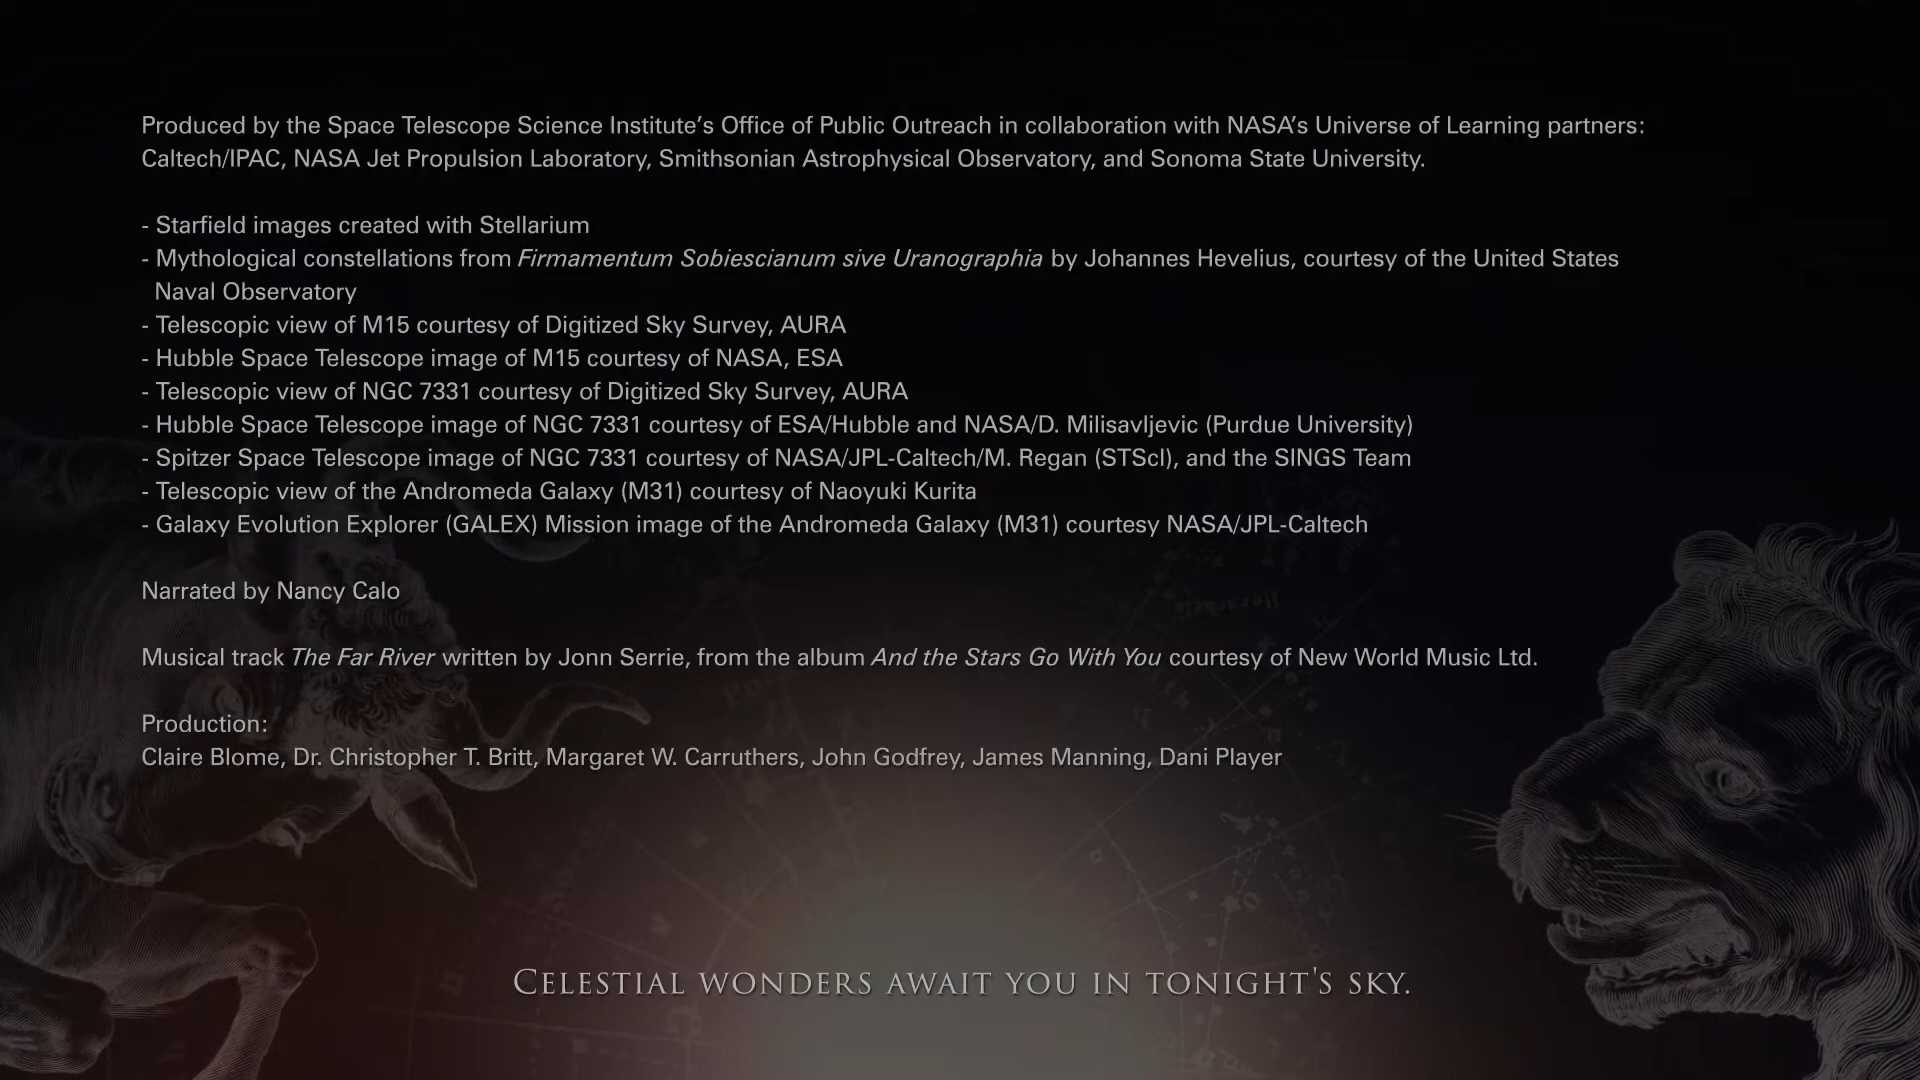 Produced by the Space Telescope Science Institute’s Office of Public Outreach in collaboration with NASA’s Universe of Learning partners:
Caltech/IPAC, NASA Jet Propulsion Laboratory, Smithsonian Astrophysical Observatory, and Sonoma State University.
- Starfield images created with Stellarium
- Mythological constellations from Firmamentum Sobiescianum sive Uranographia by Johannes Hevelius, courtesy of the United States
Naval Observatory
- Telescopic view of M15 courtesy of Digitized Sky Survey, AURA
- Hubble Space Telescope image of M15 courtesy of NASA, ESA
- Telescopic view of NGC 7331 courtesy of Digitized Sky Survey, AURA
- Hubble Space Telescope image of NGC 7331 courtesy of ESA/Hubble and NASA/D. Milisavljevic (Purdue University)
- Spitzer Space Telescope image of NGC 7331 courtesy of NASA/JPL-Caltech/M. Regan (STScI), and the SINGS Team
- Telescopic view of the Andromeda Galaxy (M31) courtesy of Naoyuki Kurita
- Galaxy Evolution Explorer (GALEX) Mission image of the Andromeda Galaxy (M31) courtesy NASA/JPL-Caltech
Narrated by Nancy Calo
Musical track The Far River written by Jonn Serrie, from the album And the Stars Go With You courtesy of New World Music Ltd.
Production:
Claire Blome, Dr. Christopher T. Britt, Margaret W. Carruthers, John Godfrey, James Manning, Dani Player
CELESTIAL WONDERS AWAIT YOU IN TONIGHT'S SKY.